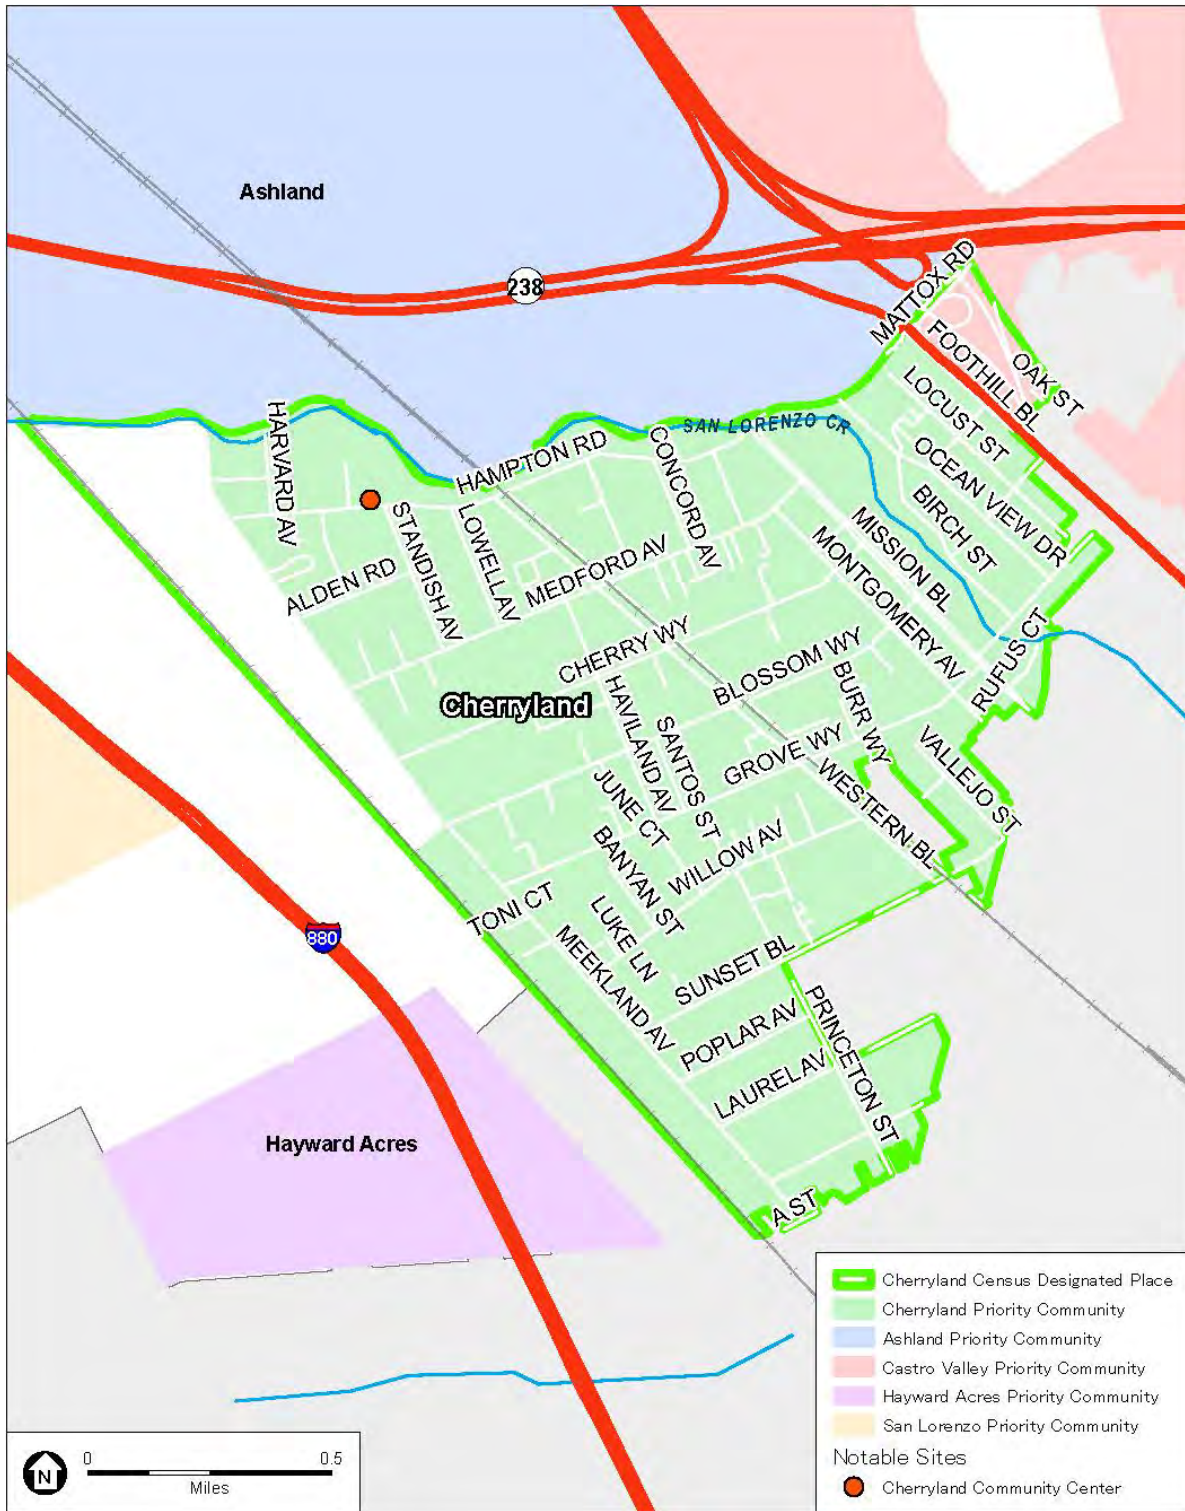 Ashland
238
MATTOX RD
FOOTHILL BL
OAK ST
LOCUST ST
OCEAN VIEW DR
BIRCH ST
SAN LORENZO CR
HARVARD AV
HAMPTON RD
CONCORD AV
STANDISH AV
LOWELL AV
MEDFORD AV
ALDEN RD
MISSION BL
MONTGOMERY AV
RUFUS CT
CHERRY WY
BLOSSOM WY
BURR WY
Cherryland
HAVILAND AV
SANTOS ST
GROVE WY
VALLEJO ST
JUNE CT
WESTERN BL
BANYAN ST
WILLOW AV
TONI CT
LUKE LN
880
MEEKLAND AV
SUNSET BL
PRINCETON ST
POPLAR AV
LAUREL AV
Hayward Acres
A ST
Cherryland Census Designated Place
Cherryland Priority Community
Ashland Priority Community
Castro Valley Priority Community
Hayward Acres Priority Community
San Lorenzo Priority Community
Notable Sites
Cherryland Community Center
N
0 0.5
Miles